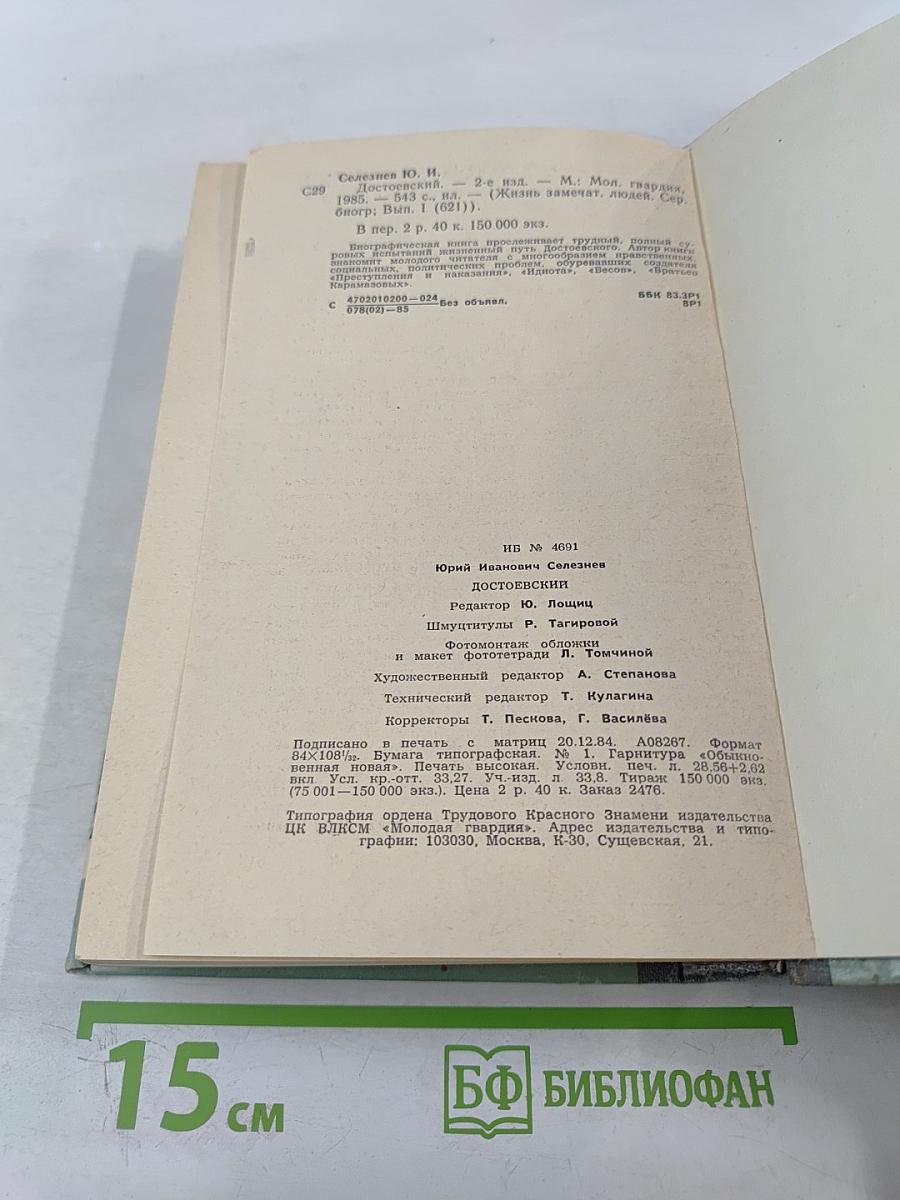 Селезнев Ю. И.
С29 Достоевский. — 2-е изд. — М.: Мол. гвардия,
1985. — 543 с., ил. — (Жизнь замечат. людей. Сер.
биогр; Вып. 1 (621)).
В пер. 2 р. 40 к. 150 000 экз.
Биографическая книга прослеживает трудный, полный су-
ровых испытаний жизненный путь Достоевского. Автор книги
знакомит молодого читателя с многообразием нравственных,
социальных, политических проблем, обуревавших создателя
«Преступления и наказания», «Идиота», «Бесов», «Братьев
Карамазовых».
С 4702010200—024 Без объявл. ББК 83.3Р1
078(02)—85 8Р1
ИБ № 4691
Юрий Иванович Селезнев
ДОСТОЕВСКИЙ
Редактор Ю. Лощиц
Шмуцтитулы Р. Тагировой
Фотомонтаж обложки
и макет фототетради Л. Томчиной
Художественный редактор А. Степанова
Технический редактор Т. Кулагина
Корректоры Т. Пескова, Г. Василёва
Подписано в печать с матриц 20.12.84. А08267. Формат
84×108¹/₃₂. Бумага типографская. № 1. Гарнитура «Обыкно-
венная новая». Печать высокая. Услови. печ. л. 28,56+2,62
вкл. Усл. кр.-отт. 33,27. Уч.-изд. л. 33,8. Тираж 150 000 экз.
(75 001—150 000 экз.). Цена 2 р. 40 к. Заказ 2476.
Типография ордена Трудового Красного Знамени издательства
ЦК ВЛКСМ «Молодая гвардия». Адрес издательства и типо-
графии: 103030, Москва, К-30, Сущевская, 21.
15 см
БФ БИБЛИОФАН